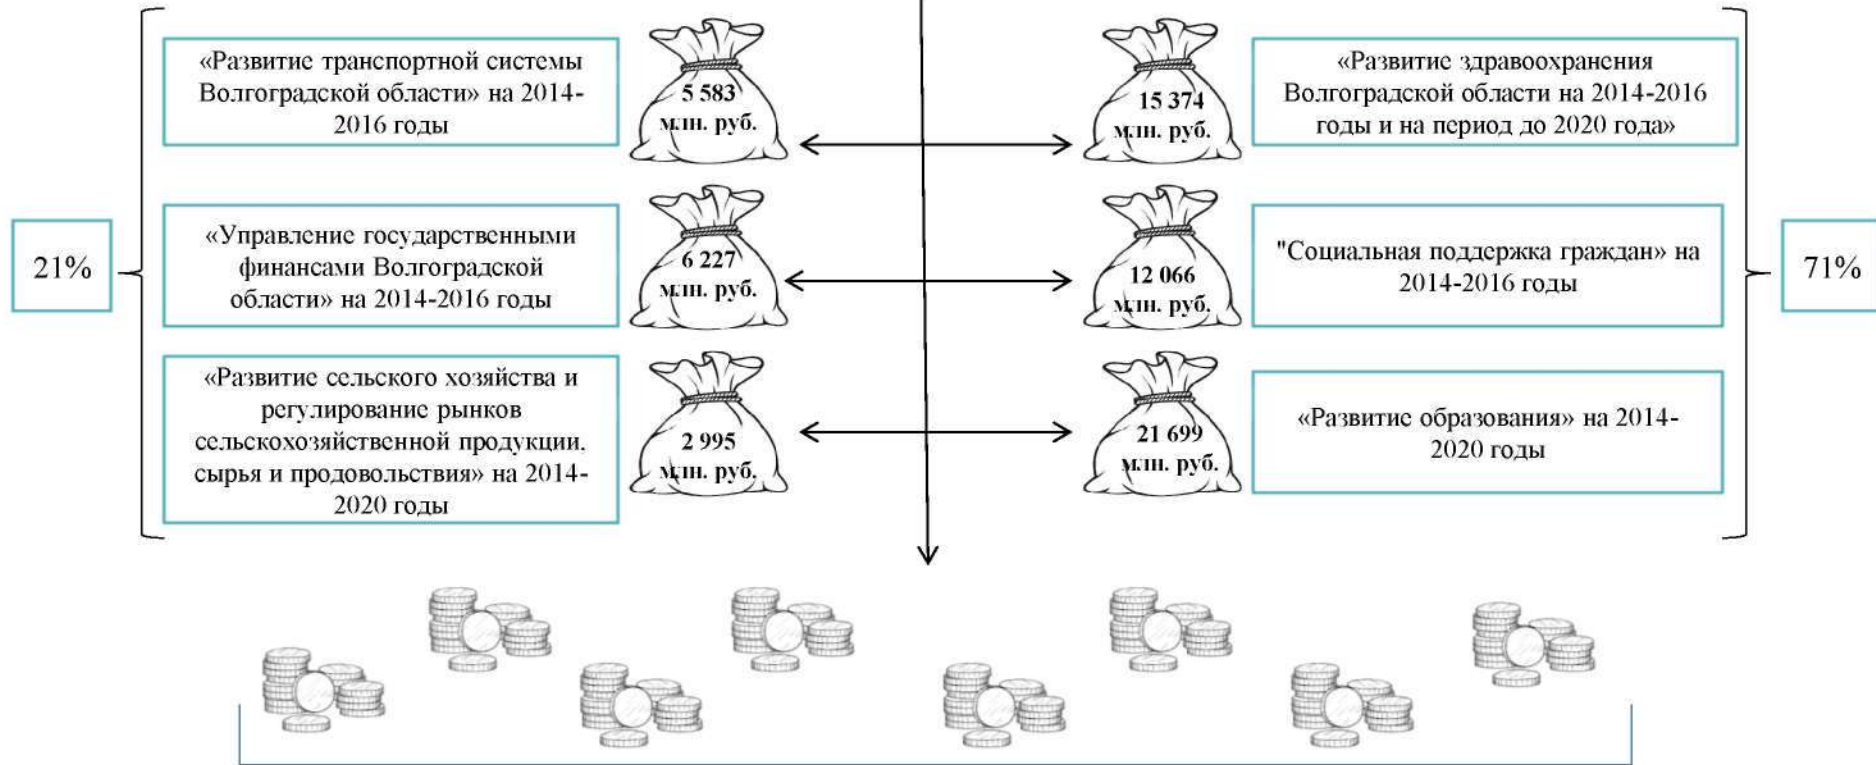 «Развитие транспортной системы
Волгоградской области» на 2014-
2016 годы
5 583
млн. руб.
15 374
млн. руб.
«Развитие здравоохранения
Волгоградской области на 2014-2016
годы и на период до 2020 года»
21%
«Управление государственными
финансами Волгоградской
области» на 2014-2016 годы
6 227
млн. руб.
12 066
млн. руб.
"Социальная поддержка граждан» на
2014-2016 годы
71%
«Развитие сельского хозяйства и
регулирование рынков
сельскохозяйственной продукции,
сырья и продовольствия» на 2014-
2020 годы
2 995
млн. руб.
21 699
млн. руб.
«Развитие образования» на 2014-
2020 годы